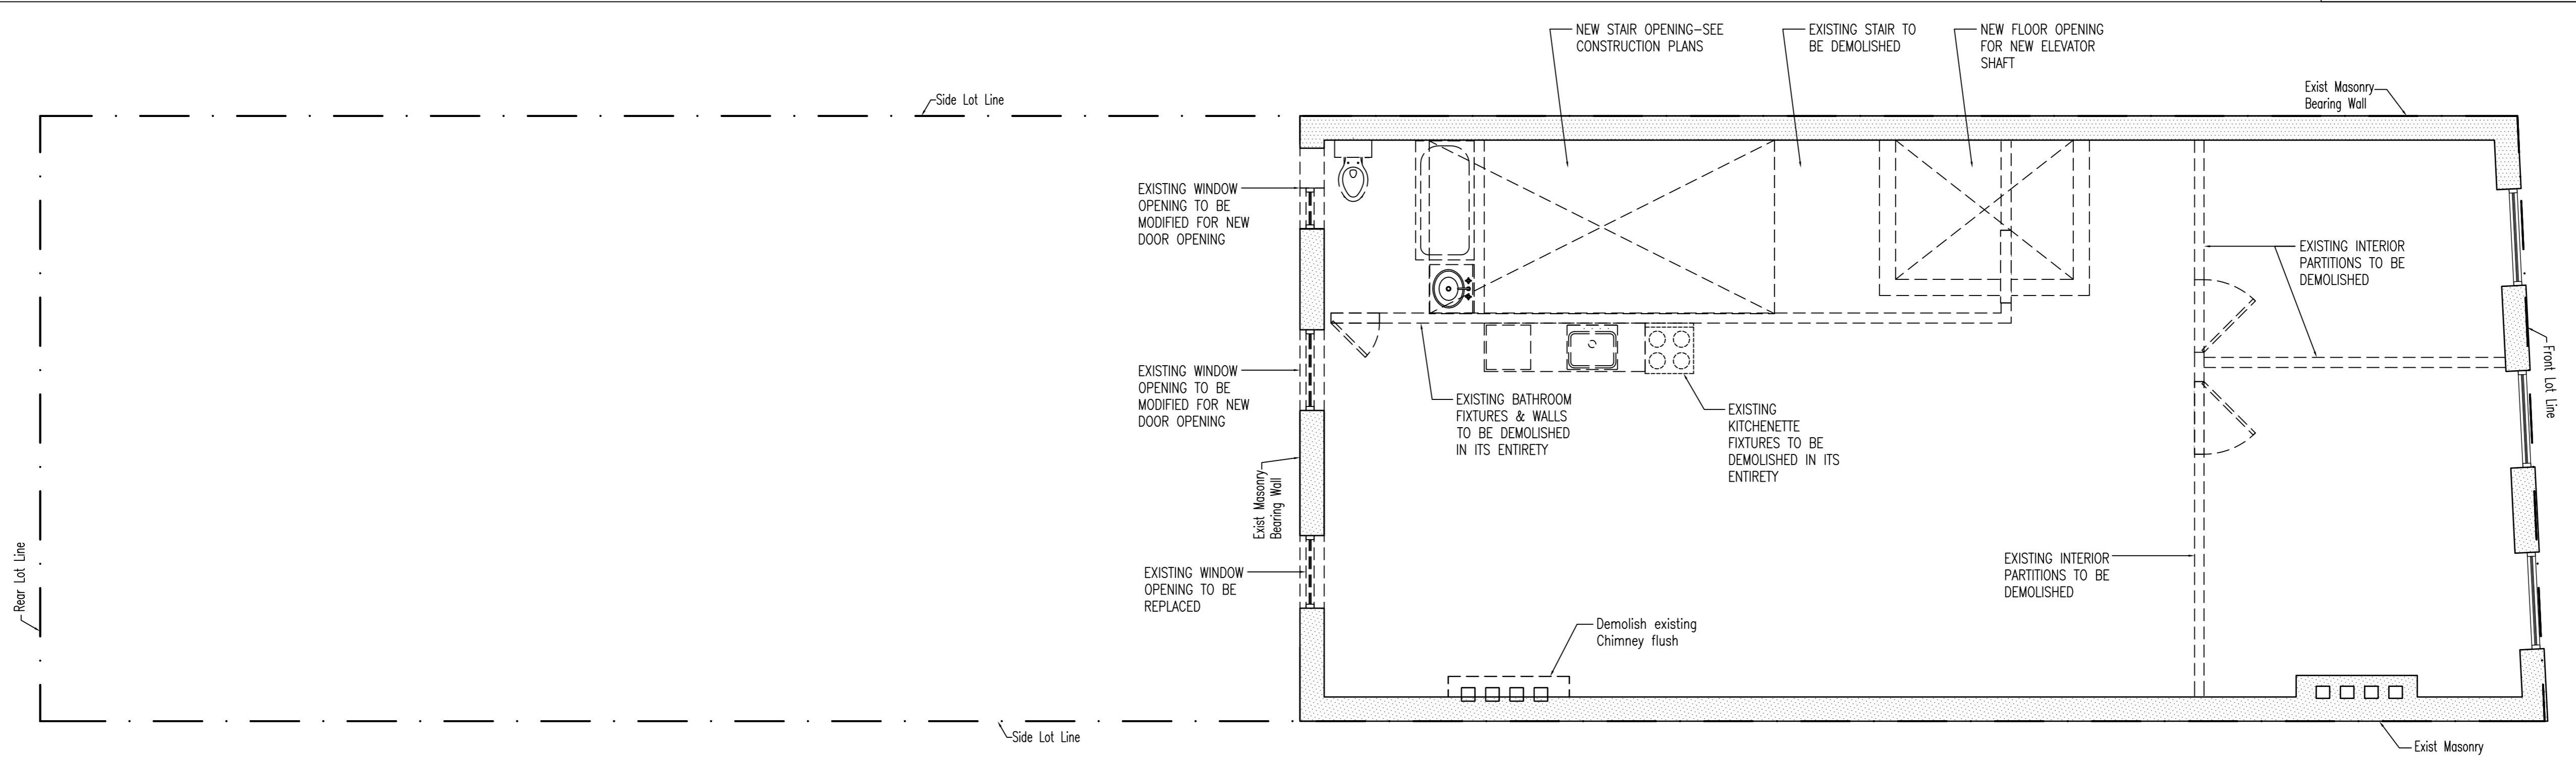 NEW STAIR OPENING-SEE
CONSTRUCTION PLANS
EXISTING STAIR TO
BE DEMOLISHED
NEW FLOOR OPENING
FOR NEW ELEVATOR
SHAFT
Exist Masonry
Bearing Wall
Side Lot Line
EXISTING WINDOW
OPENING TO BE
MODIFIED FOR NEW
DOOR OPENING
EXISTING INTERIOR
PARTITIONS TO BE
DEMOLISHED
Front Lot Line
EXISTING WINDOW
OPENING TO BE
MODIFIED FOR NEW
DOOR OPENING
EXISTING BATHROOM
FIXTURES & WALLS
TO BE DEMOLISHED
IN ITS ENTIRETY
EXISTING
KITCHENETTE
FIXTURES TO BE
DEMOLISHED IN ITS
ENTIRETY
Exist Masonry
Bearing Wall
Rear Lot Line
EXISTING WINDOW
OPENING TO BE
REPLACED
EXISTING INTERIOR
PARTITIONS TO BE
DEMOLISHED
Demolish existing
Chimney flush
Side Lot Line
Exist Masonry